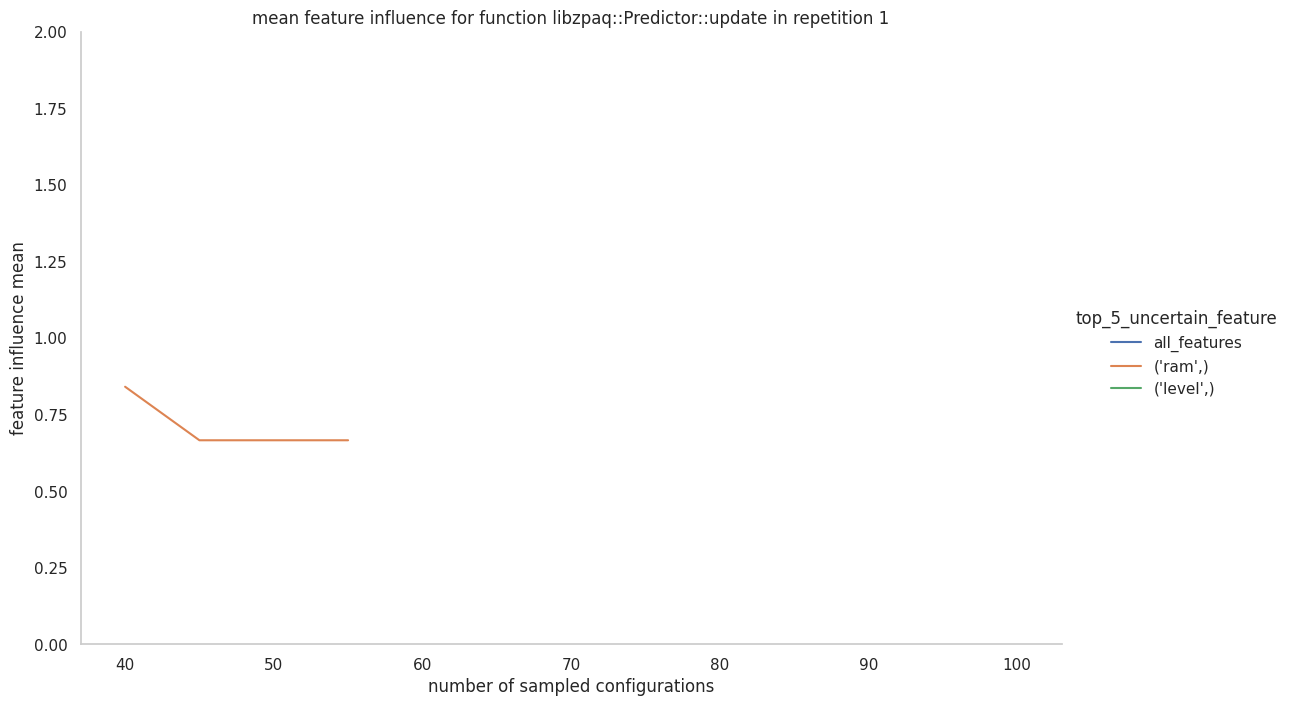 mean feature influence for function libzpaq::Predictor::update in repetition 1
2.00
1.75
1.50
1.25
1.00
0.75
0.50
0.25
0.00
feature influence mean
40 50 60 70 80 90 100
number of sampled configurations
top_5_uncertain_feature
all_features
('ram',)
('level',)